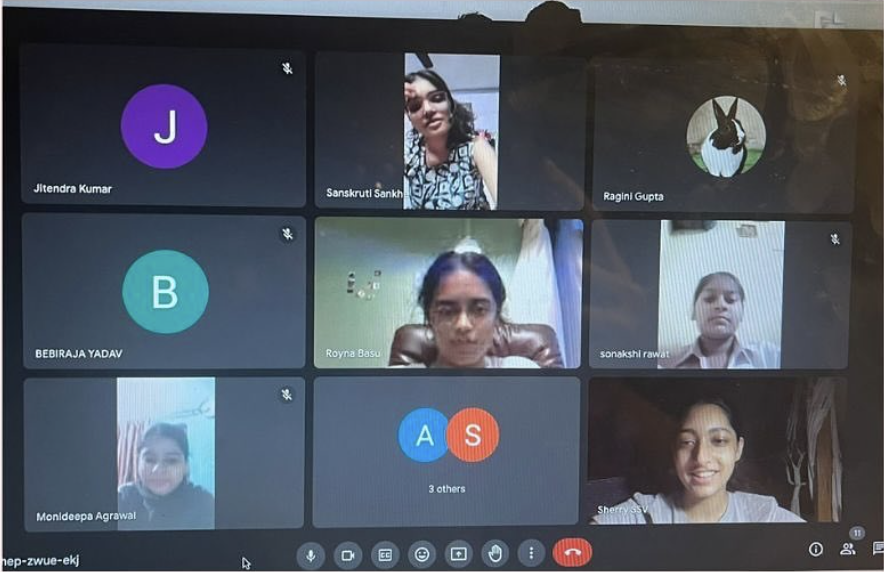 J
Jitendra Kumar
Sanskruti Sankh
Ragini Gupta
B
BEBIRAJA YADAV
Royna Basu
sonakshi rawat
Monideepa Agrawal
A S
3 others
Sherry SSV
nep-zwue-ekj
CC
11